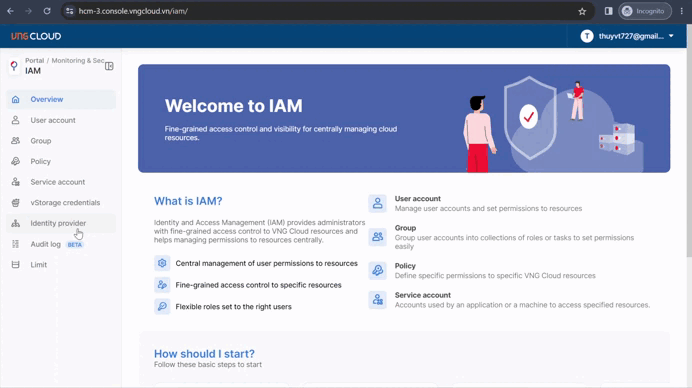 hcm-3.console.vngcloud.vn/iam/
Incognito
VNG CLOUD
T thuyvt727@gmail...
Portal / Monitoring & Sec
IAM
Overview
User account
Group
Policy
Service account
vStorage credentials
Identity provider
Audit log BETA
Limit
Welcome to IAM
Fine-grained access control and visibility for centrally managing cloud
resources.
What is IAM?
Identity and Access Management (IAM) provides administrators
with fine-grained access control to VNG Cloud resources and
helps managing permissions to resources centrally.
Central management of user permissions to resources
Fine-grained access control to specific resources
Flexible roles set to the right users
User account
Manage user accounts and set permissions to resources
Group
Group user accounts into collections of roles or tasks to set permissions
easily
Policy
Define specific permissions to specific VNG Cloud resources
Service account
Accounts used by an application or a machine to access specified resources.
How should I start?
Follow these basic steps to start